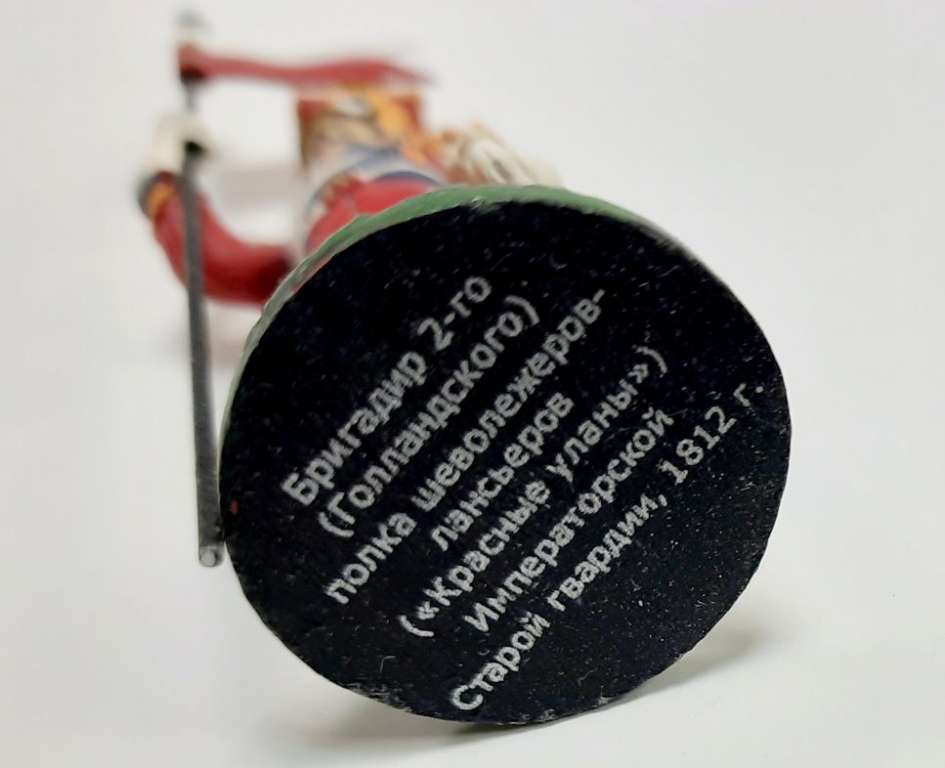 Бригадир 2-го
(Голландского)
полка шеволежеров-
лансьеров
(«Красные уланы»)
Императорской
Старой гвардии, 1812 г.